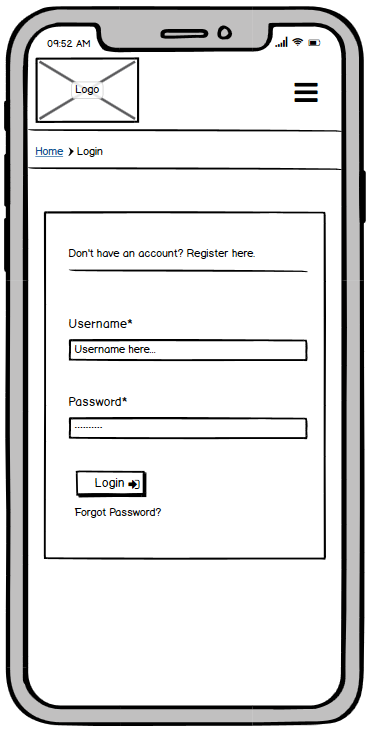 09:52 AM
Logo
Home > Login
Don't have an account? Register here.
Username*
Username here...
Password*
..........
Login
Forgot Password?